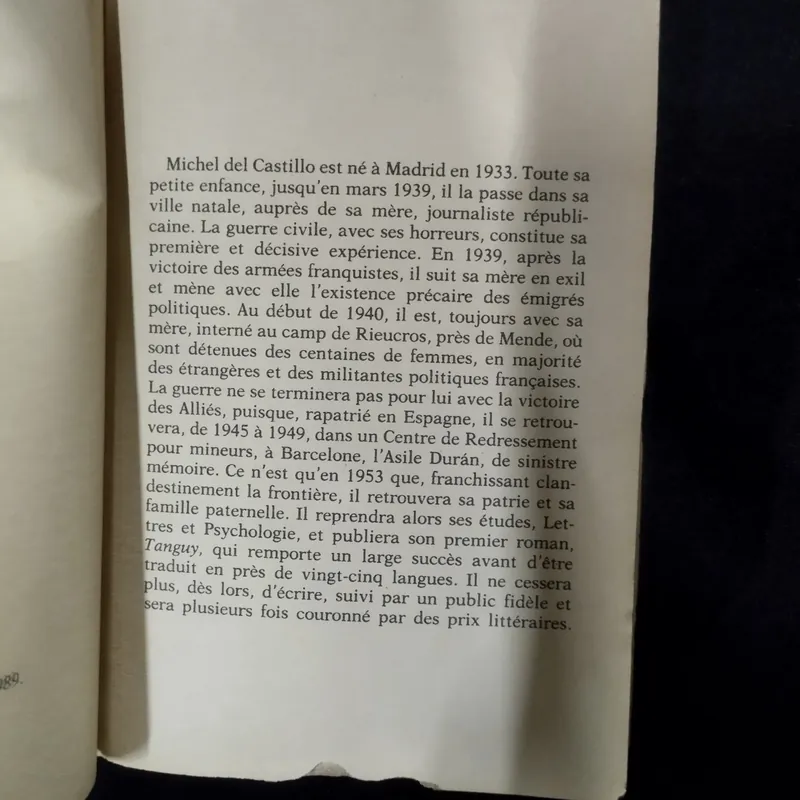 Michel del Castillo est né à Madrid en 1933. Toute sa
petite enfance, jusqu'en mars 1939, il la passe dans sa
ville natale, auprès de sa mère, journaliste républi-
caine. La guerre civile, avec ses horreurs, constitue sa
première et décisive expérience. En 1939, après la
victoire des armées franquistes, il suit sa mère en exil
et mène avec elle l'existence précaire des émigrés
politiques. Au début de 1940, il est, toujours avec sa
mère, interné au camp de Rieucros, près de Mende, où
sont détenues des centaines de femmes, en majorité
des étrangères et des militantes politiques françaises.
La guerre ne se terminera pas pour lui avec la victoire
des Alliés, puisque, rapatrié en Espagne, il se retrou-
vera, de 1945 à 1949, dans un Centre de Redressement
pour mineurs, à Barcelone, l'Asile Durán, de sinistre
mémoire. Ce n'est qu'en 1953 que, franchissant clan-
destinement la frontière, il retrouvera sa patrie et sa
famille paternelle. Il reprendra alors ses études, Let-
tres et Psychologie, et publiera son premier roman,
Tanguy, qui remporte un large succès avant d'être
traduit en près de vingt-cinq langues. Il ne cessera
plus, dès lors, d'écrire, suivi par un public fidèle et
sera plusieurs fois couronné par des prix littéraires.